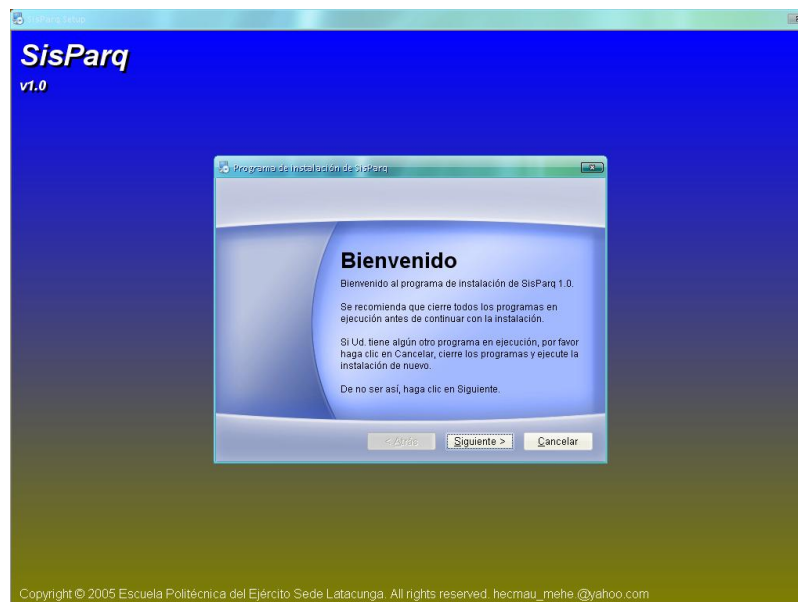 SisParq Setup
SisParq
v1.0
Programa de Instalación de SisParq
Bienvenido
Bienvenido al programa de instalación de SisParq 1.0.
Se recomienda que cierre todos los programas en
ejecución antes de continuar con la instalación.
Si Ud. tiene algún otro programa en ejecución, por favor
haga clic en Cancelar, cierre los programas y ejecute la
instalación de nuevo.
De no ser así, haga clic en Siguiente.
< Atrás
Siguiente >
Cancelar
Copyright © 2005 Escuela Politécnica del Ejército Sede Latacunga. All rights reserved. hecmau_mehe.@yahoo.com